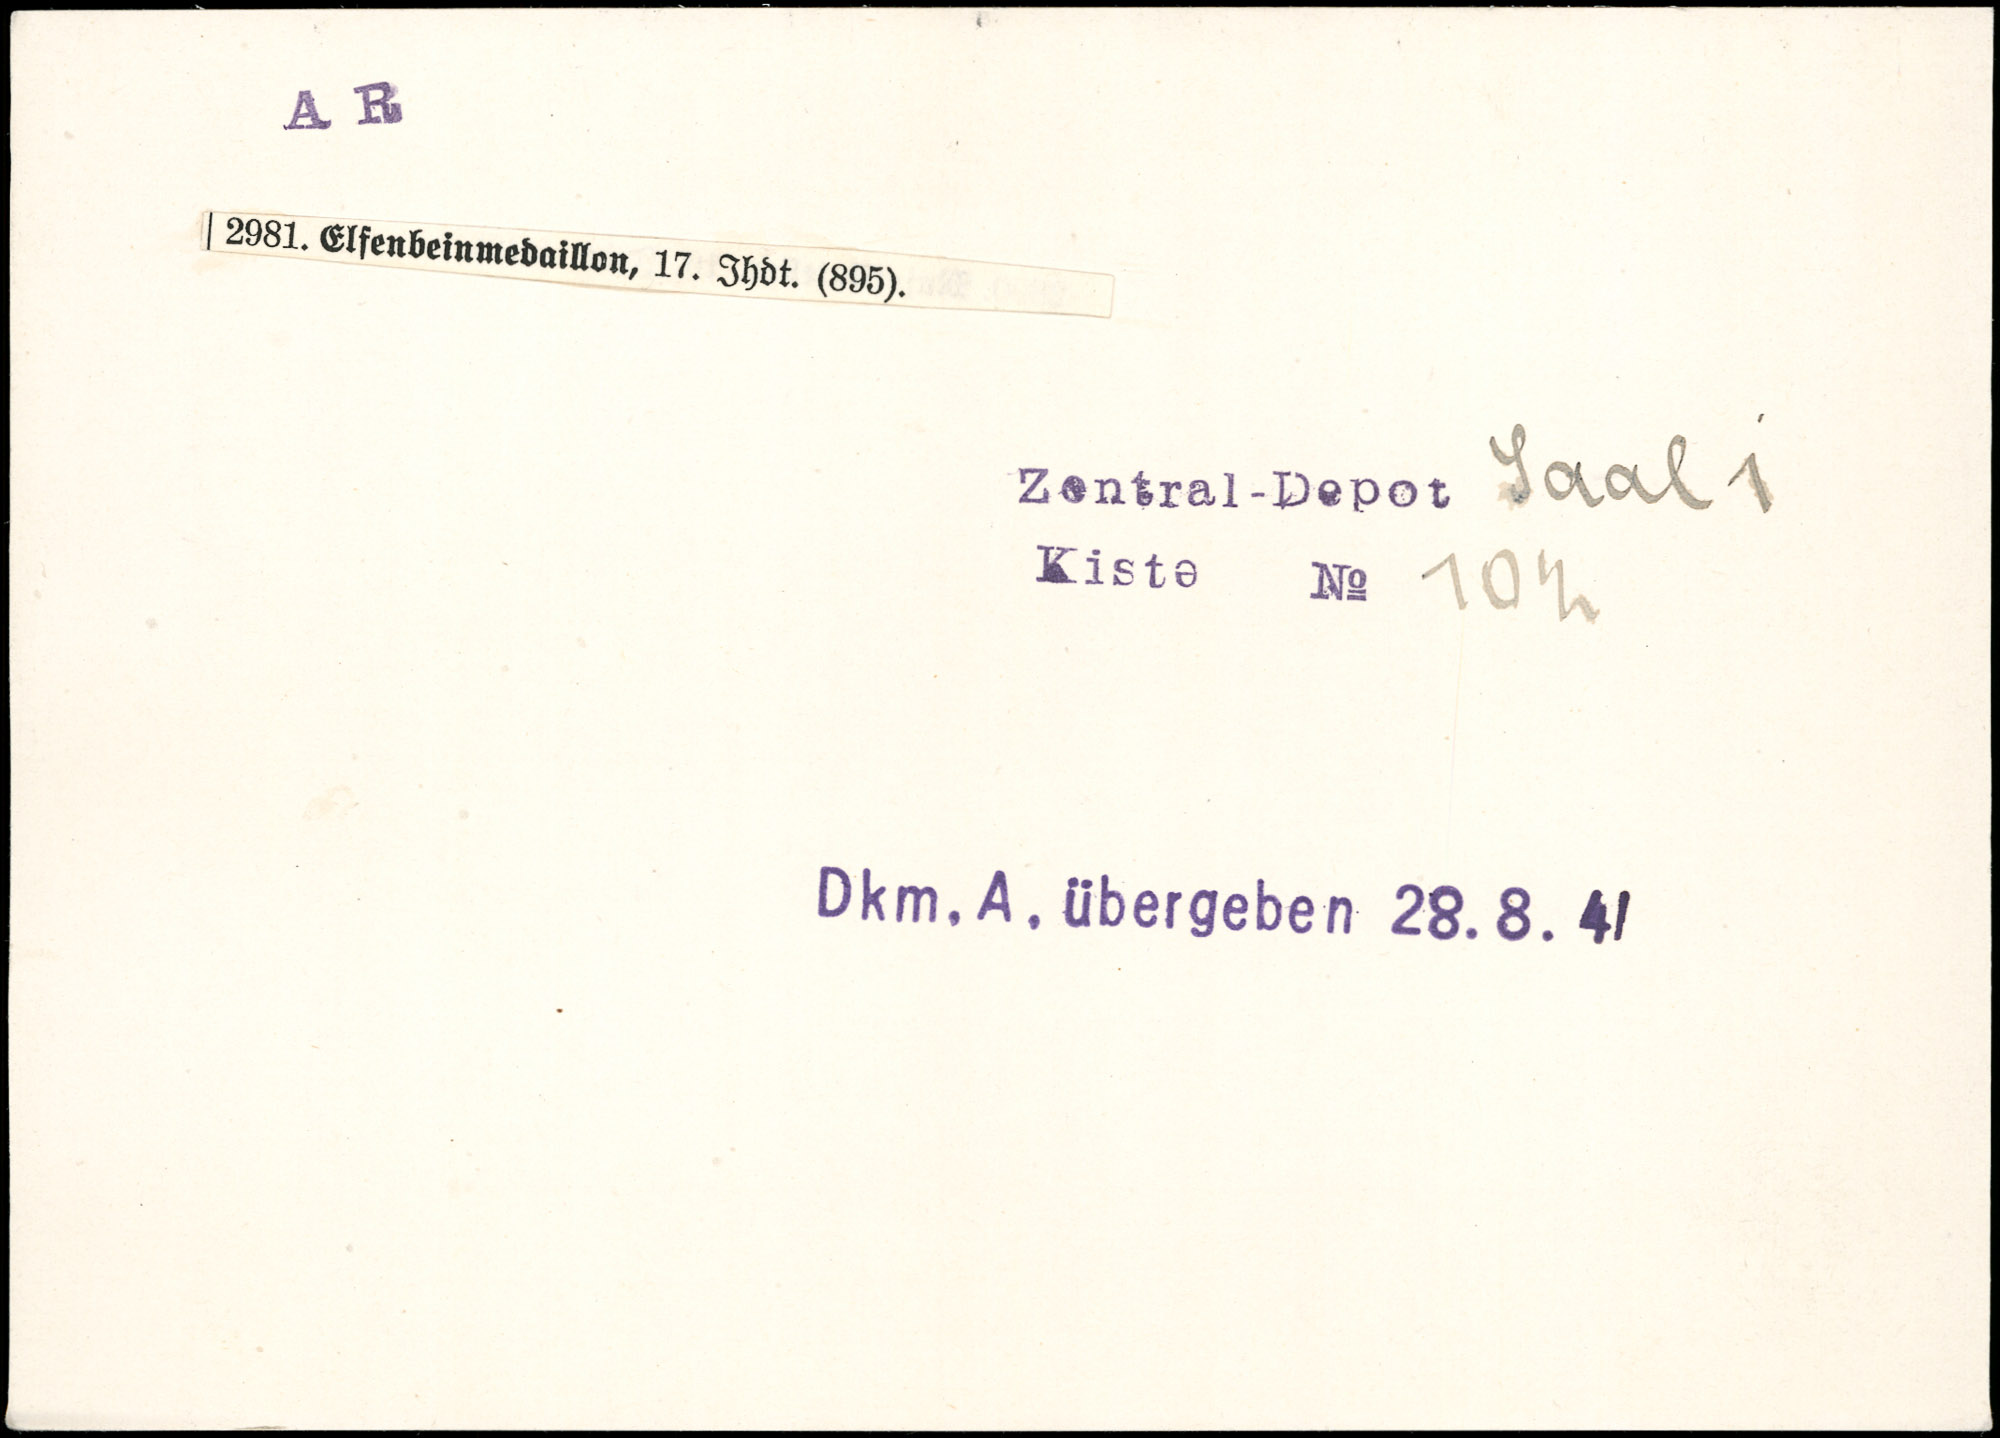 A R
2981. Elfenbeinmedaillon, 17. Jhdt. (895).
Zentral-Depot Saal 1
Kiste № 104
Dkm. A. übergeben 28. 8. 41